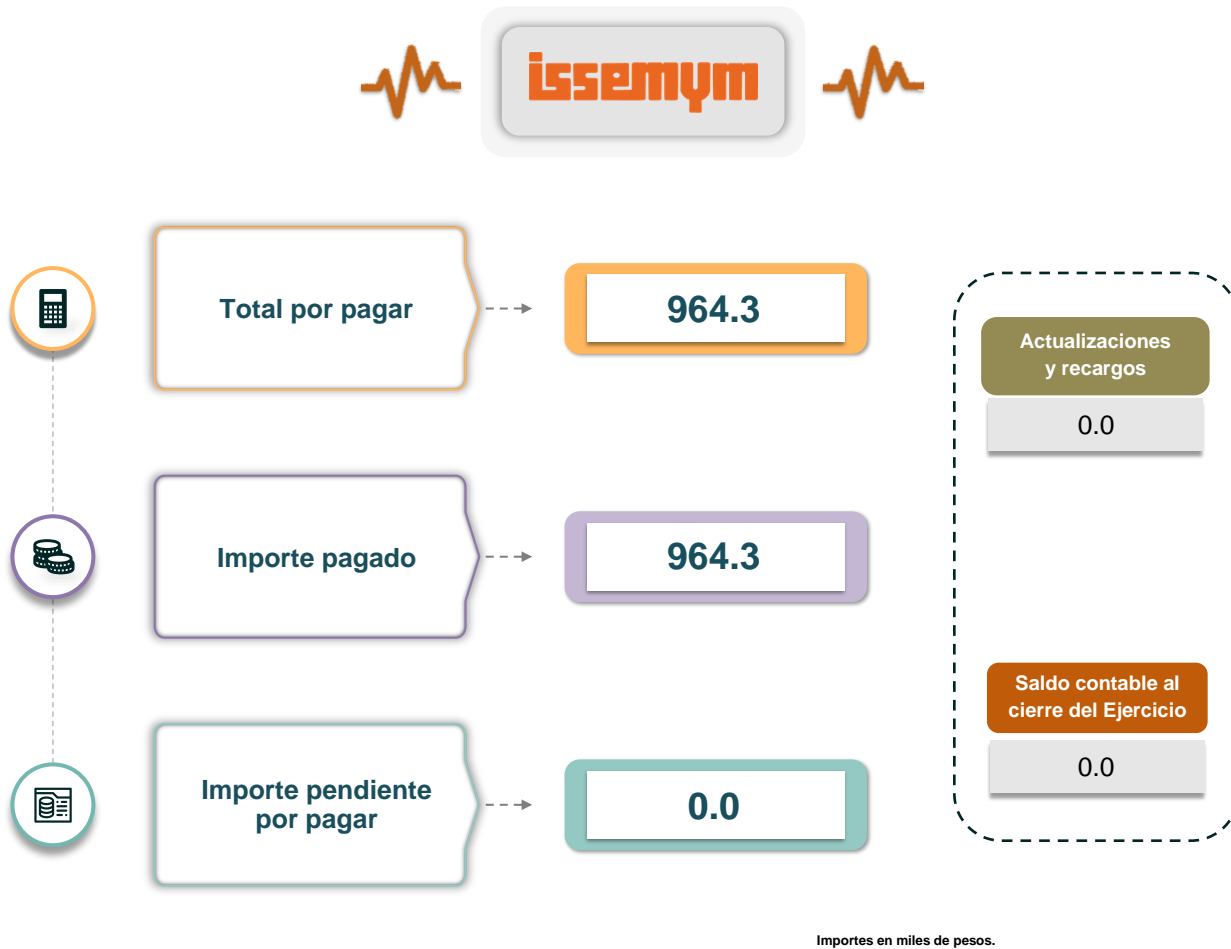 issemym
Total por pagar
964.3
Actualizaciones
y recargos
0.0
Importe pagado
964.3
Saldo contable al
cierre del Ejercicio
0.0
Importe pendiente
por pagar
0.0
Importes en miles de pesos.